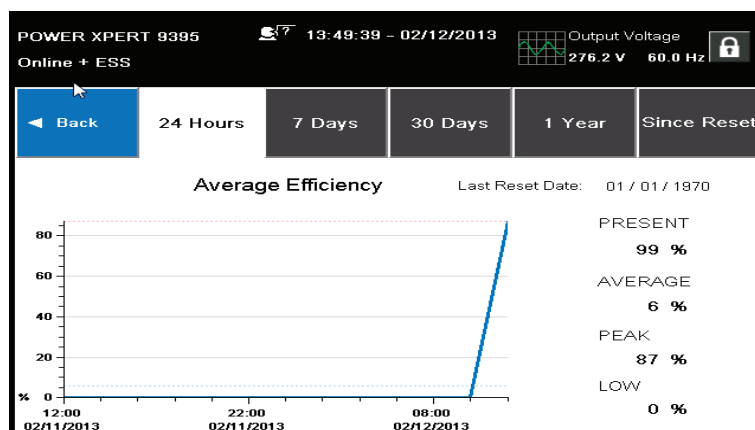 POWER XPERT 9395
? 13:49:39 - 02/12/2013
Output Voltage
276.2 V 60.0 Hz
Online + ESS
◄ Back
24 Hours
7 Days
30 Days
1 Year
Since Reset
Average Efficiency
Last Reset Date: 01 / 01 / 1970
80
60
40
20
% 0
12:00
02/11/2013
22:00
02/11/2013
08:00
02/12/2013
PRESENT
99 %
AVERAGE
6 %
PEAK
87 %
LOW
0 %